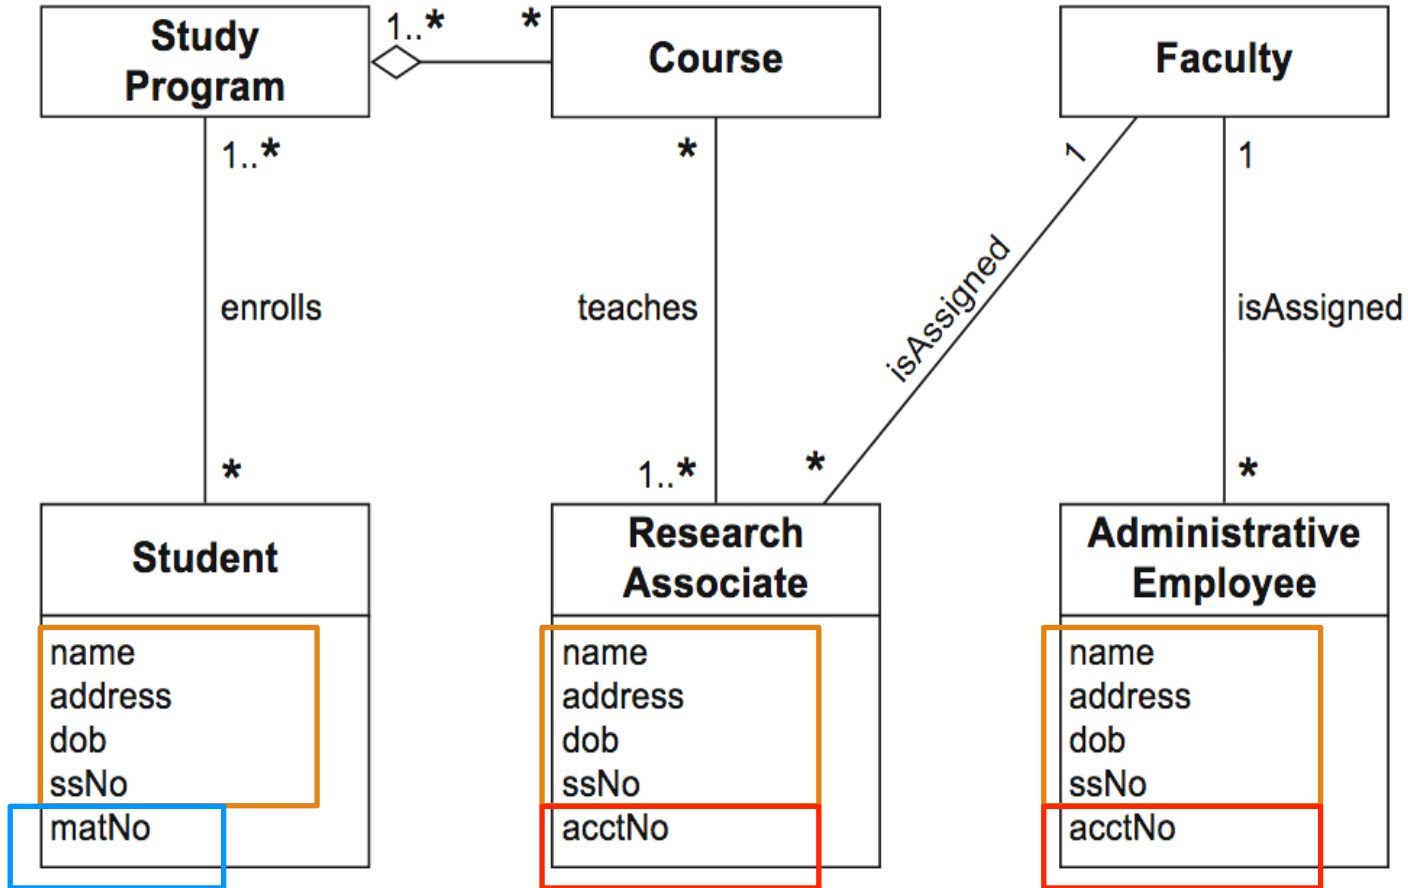 Study
Program
1..*
*
Course
Faculty
1..*
*
1
1
enrolls
teaches
isAssigned
isAssigned
*
1..*
*
*
Student
Research
Associate
Administrative
Employee
name
address
dob
ssNo
matNo
name
address
dob
ssNo
acctNo
name
address
dob
ssNo
acctNo